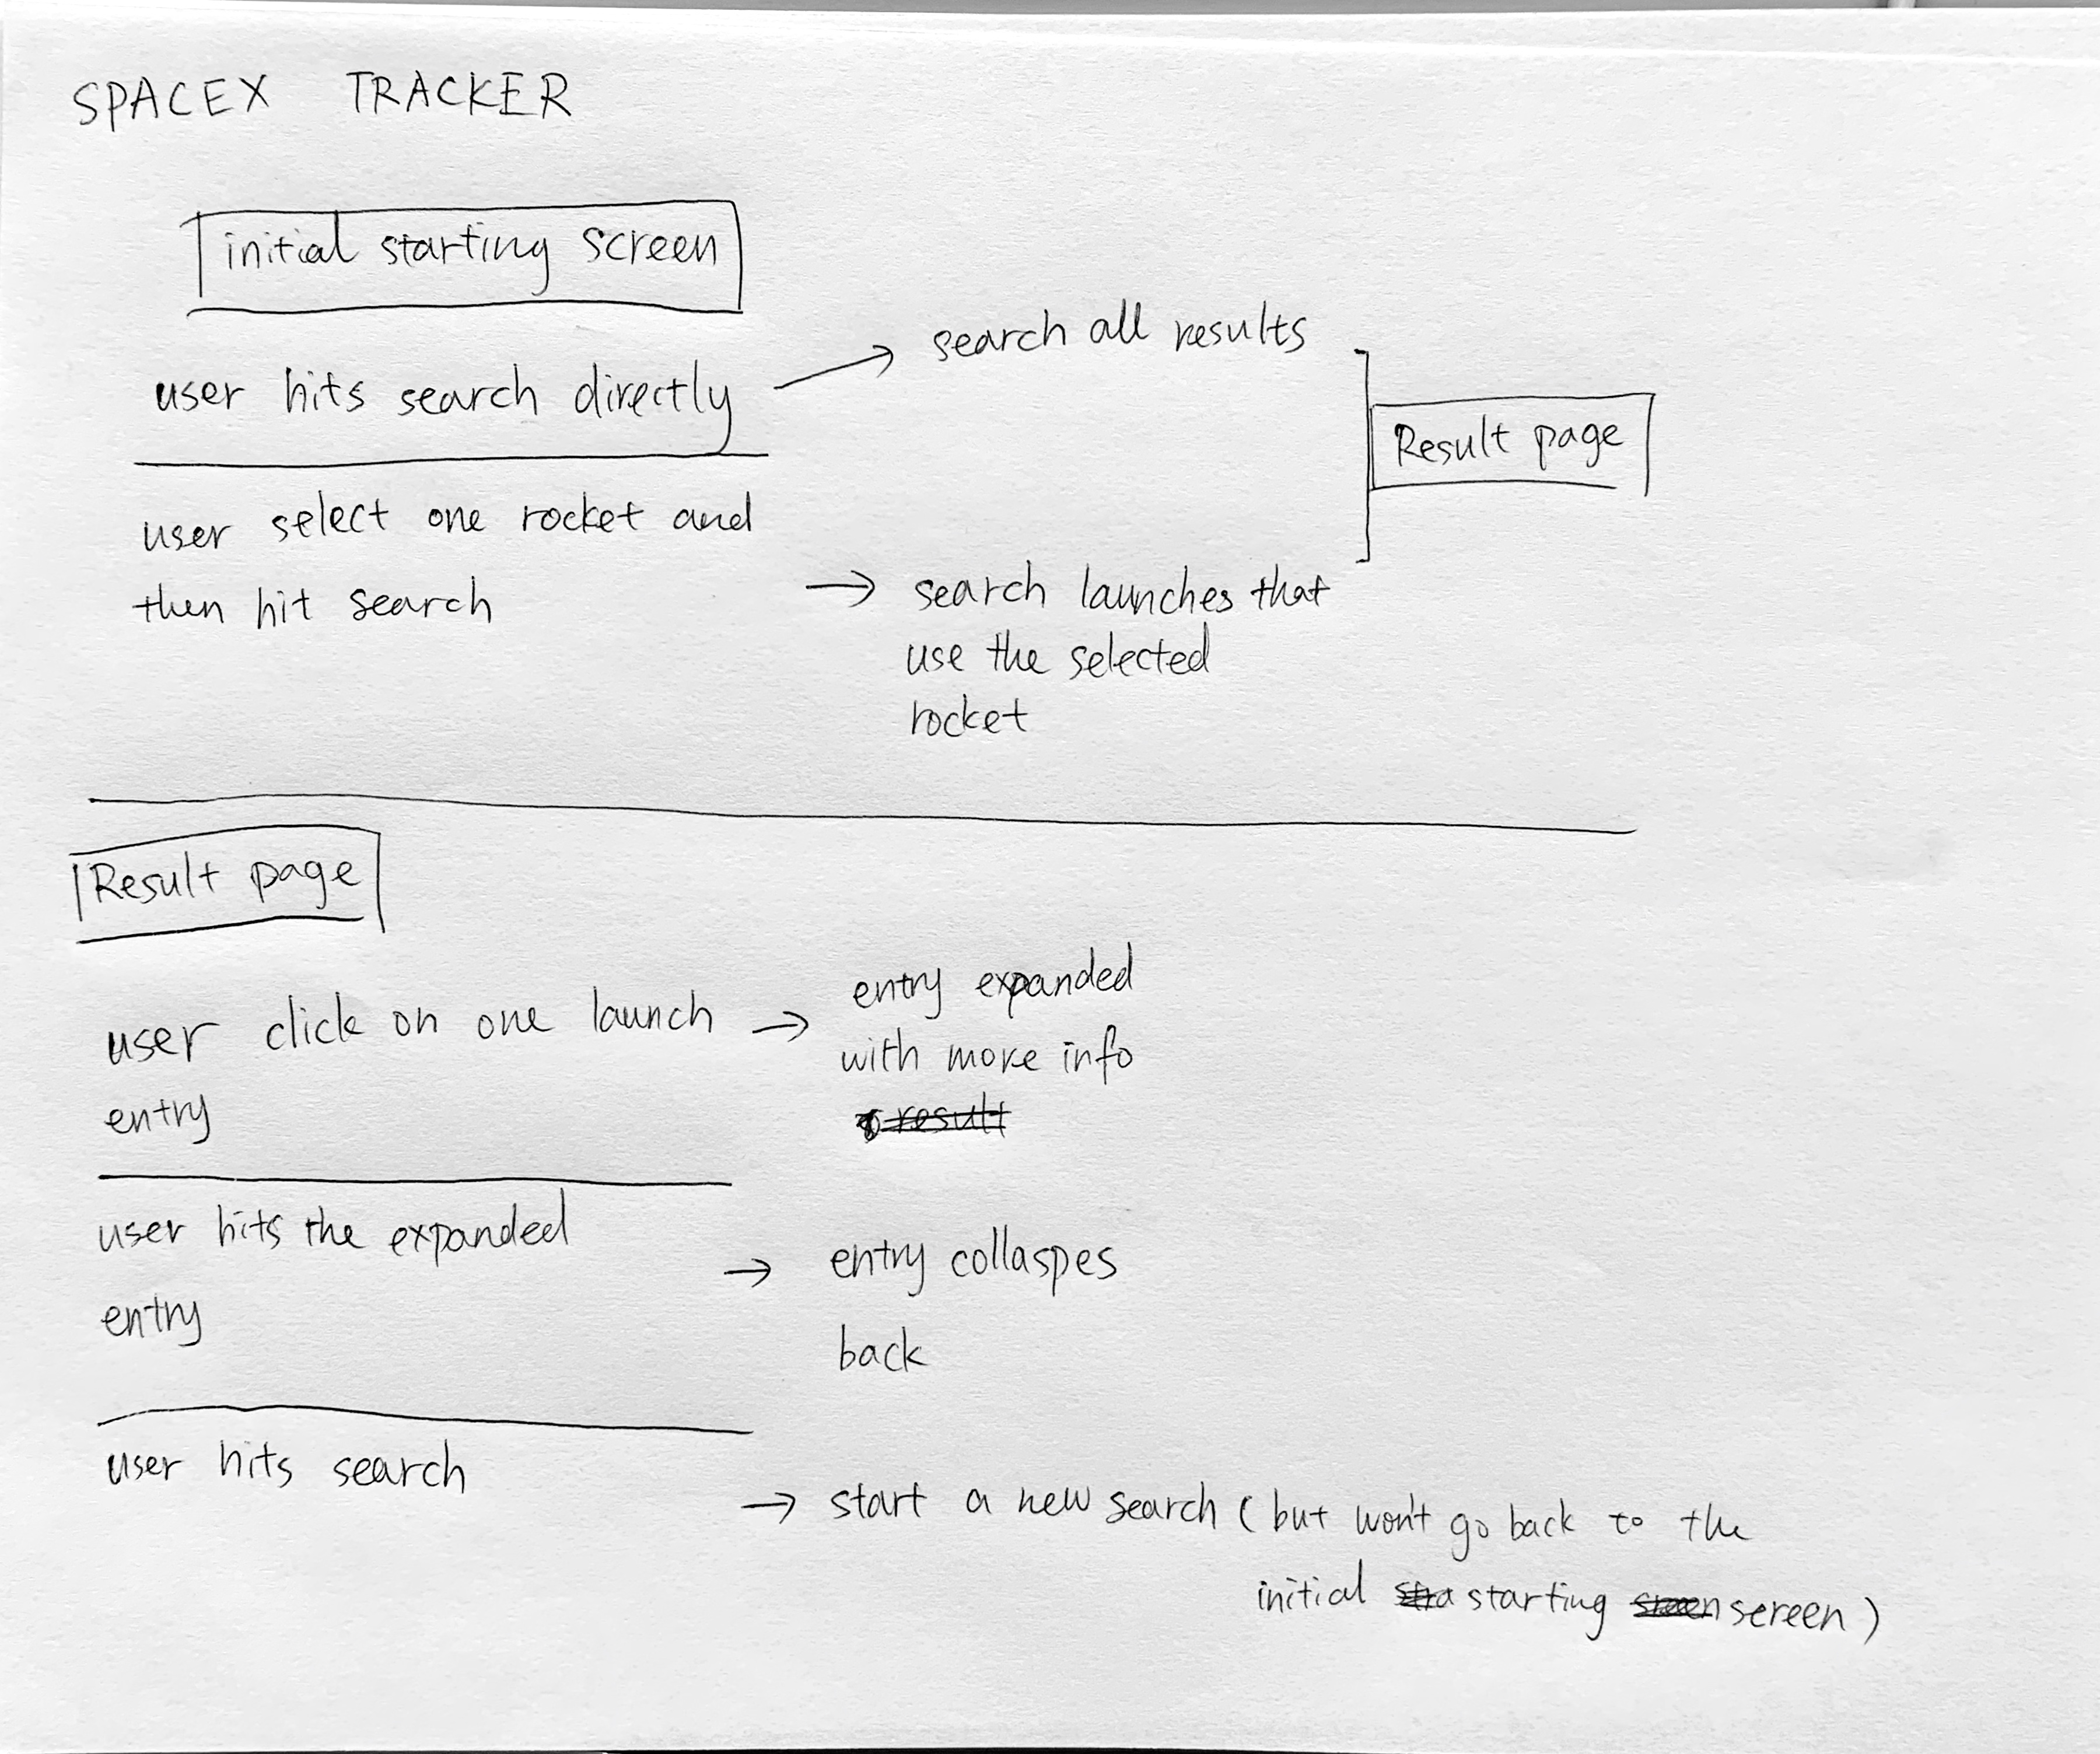 SPACEX TRACKER
initial starting screen
user hits search directly → search all results
Result page
user select one rocket and
then hit search → search launches that
use the selected
rocket
Result page
user click on one launch → entry expanded
entry
with more info
result
user hits the expanded
entry
→ entry collaspes
back
user hits search
→ start a new search (but won't go back to the
initial sta starting screen sereen)